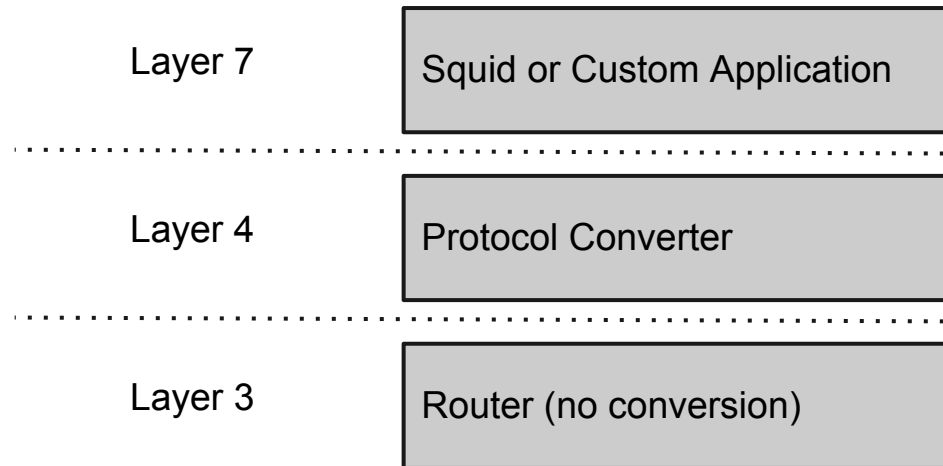 Layer 7
Squid or Custom Application
Layer 4
Protocol Converter
Layer 3
Router (no conversion)